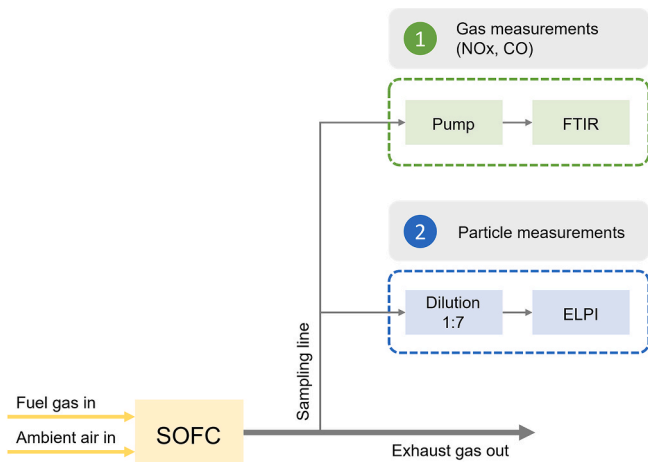 1
Gas measurements
(NOx, CO)
Pump
FTIR
2
Particle measurements
Dilution
1:7
ELPI
Sampling line
Fuel gas in
Ambient air in
SOFC
Exhaust gas out